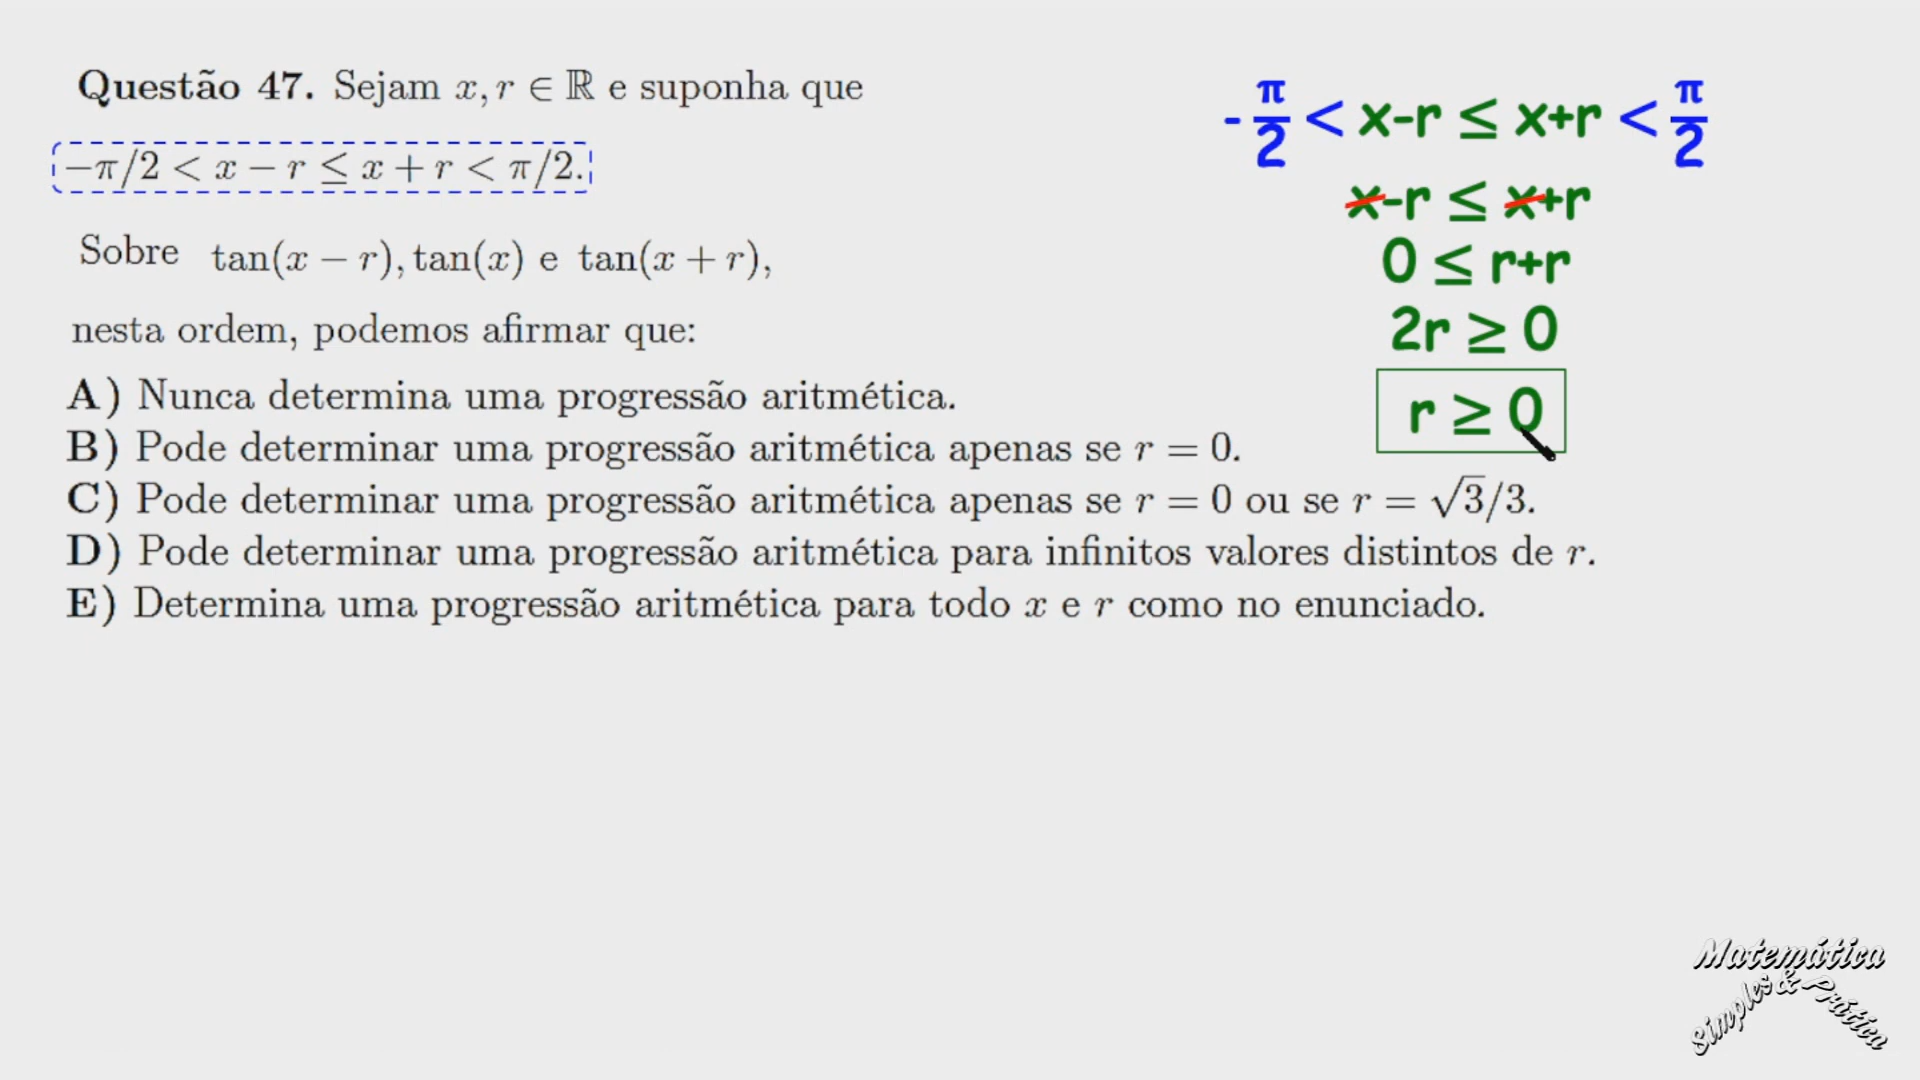 Questão 47. Sejam x, r ∈ ℝ e suponha que
−π/2 < x − r ≤ x + r < π/2.
Sobre tan(x − r), tan(x) e tan(x + r),
nesta ordem, podemos afirmar que:
A) Nunca determina uma progressão aritmética.
B) Pode determinar uma progressão aritmética apenas se r = 0.
C) Pode determinar uma progressão aritmética apenas se r = 0 ou se r = √3/3.
D) Pode determinar uma progressão aritmética para infinitos valores distintos de r.
E) Determina uma progressão aritmética para todo x e r como no enunciado.
-π/2 < x-r ≤ x+r < π/2
x-r ≤ x+r
0 ≤ r+r
2r ≥ 0
r ≥ 0
Matemática
Simples & Prática